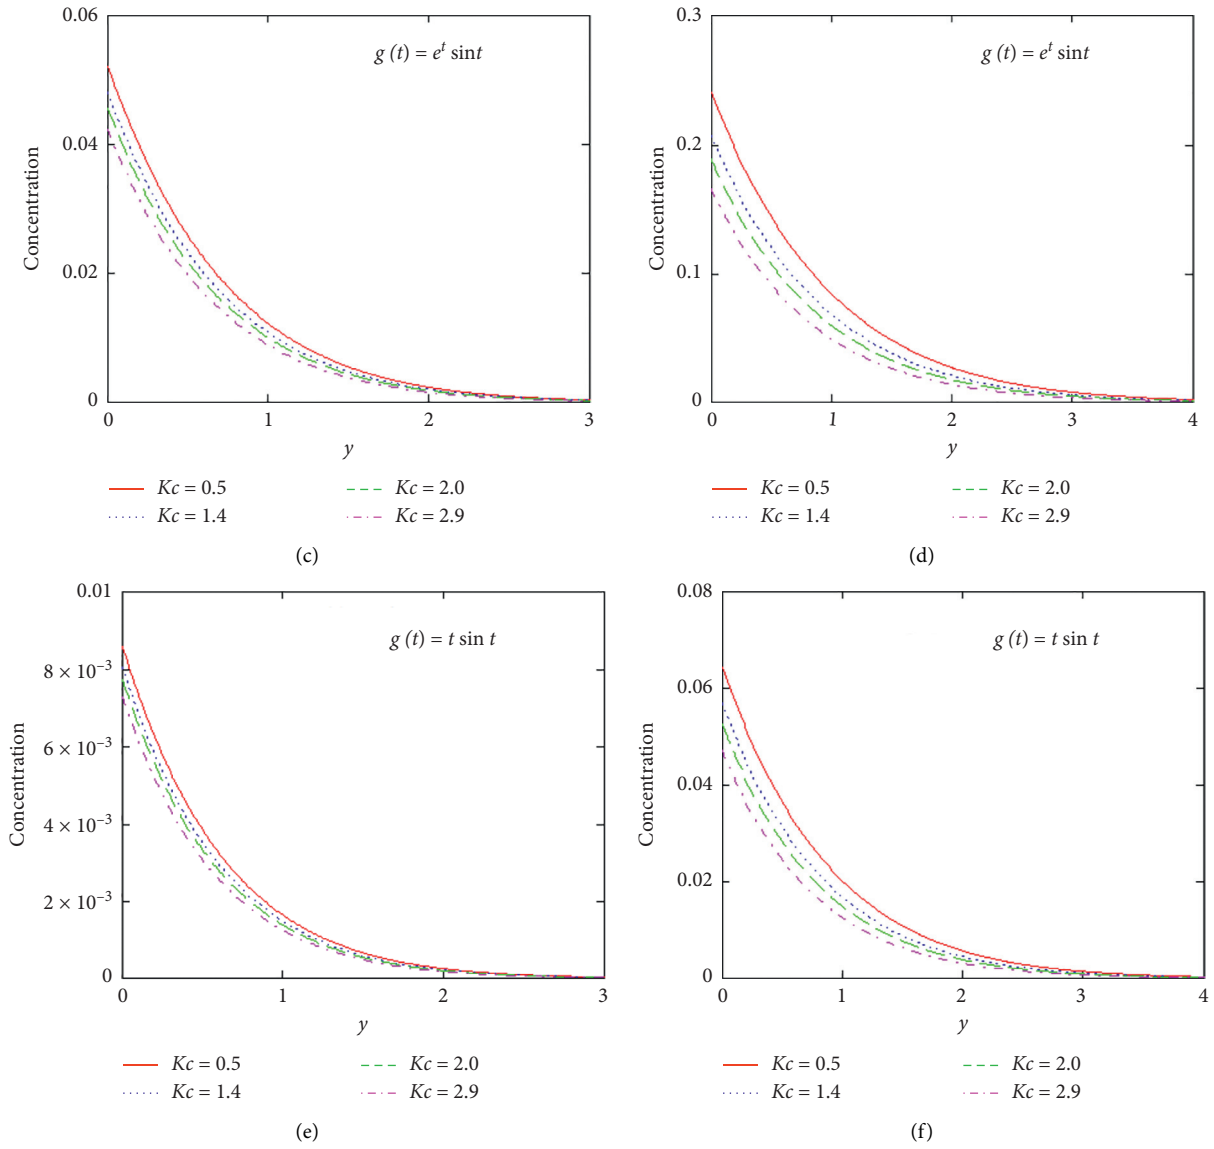 0.06
g (t) = e^t sint
0.04
0.02
0
Concentration
0 1 2 3
y
Kc = 0.5 Kc = 2.0
Kc = 1.4 Kc = 2.9
(c)
0.3
g (t) = e^t sint
0.2
0.1
0
Concentration
0 1 2 3 4
y
Kc = 0.5 Kc = 2.0
Kc = 1.4 Kc = 2.9
(d)
0.01
g (t) = t sin t
8 × 10⁻³
6 × 10⁻³
4 × 10⁻³
2 × 10⁻³
0
Concentration
0 1 2 3
y
Kc = 0.5 Kc = 2.0
Kc = 1.4 Kc = 2.9
(e)
0.08
g (t) = t sin t
0.06
0.04
0.02
0
Concentration
0 1 2 3 4
y
Kc = 0.5 Kc = 2.0
Kc = 1.4 Kc = 2.9
(f)